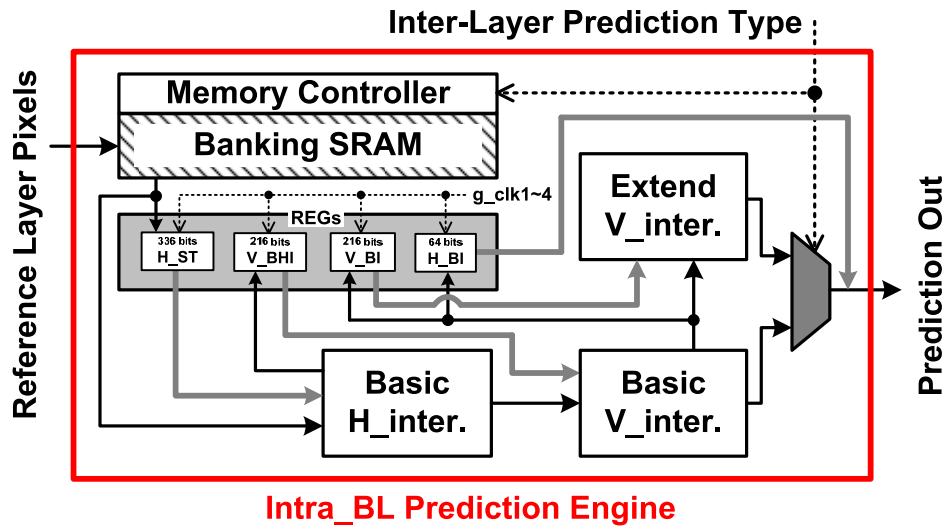 Inter-Layer Prediction Type
Reference Layer Pixels
Memory Controller
Banking SRAM
g_clk1~4
REGs
336 bits
H_ST
216 bits
V_BHI
216 bits
V_BI
64 bits
H_BI
Extend
V_inter.
Basic
H_inter.
Basic
V_inter.
Prediction Out
Intra_BL Prediction Engine